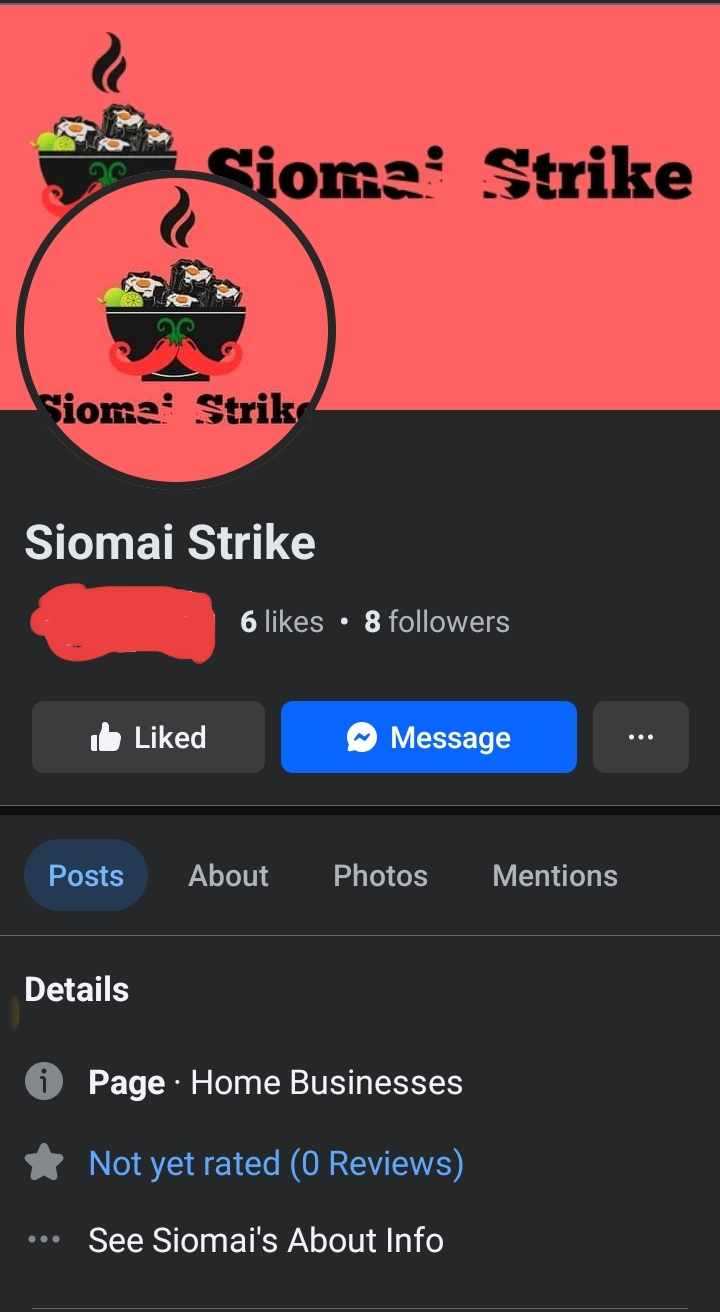 Siomai Strike
Siomai Strike
Siomai Strike
6 likes • 8 followers
Liked
Message
Posts
About
Photos
Mentions
Details
Page · Home Businesses
Not yet rated (0 Reviews)
See Siomai's About Info